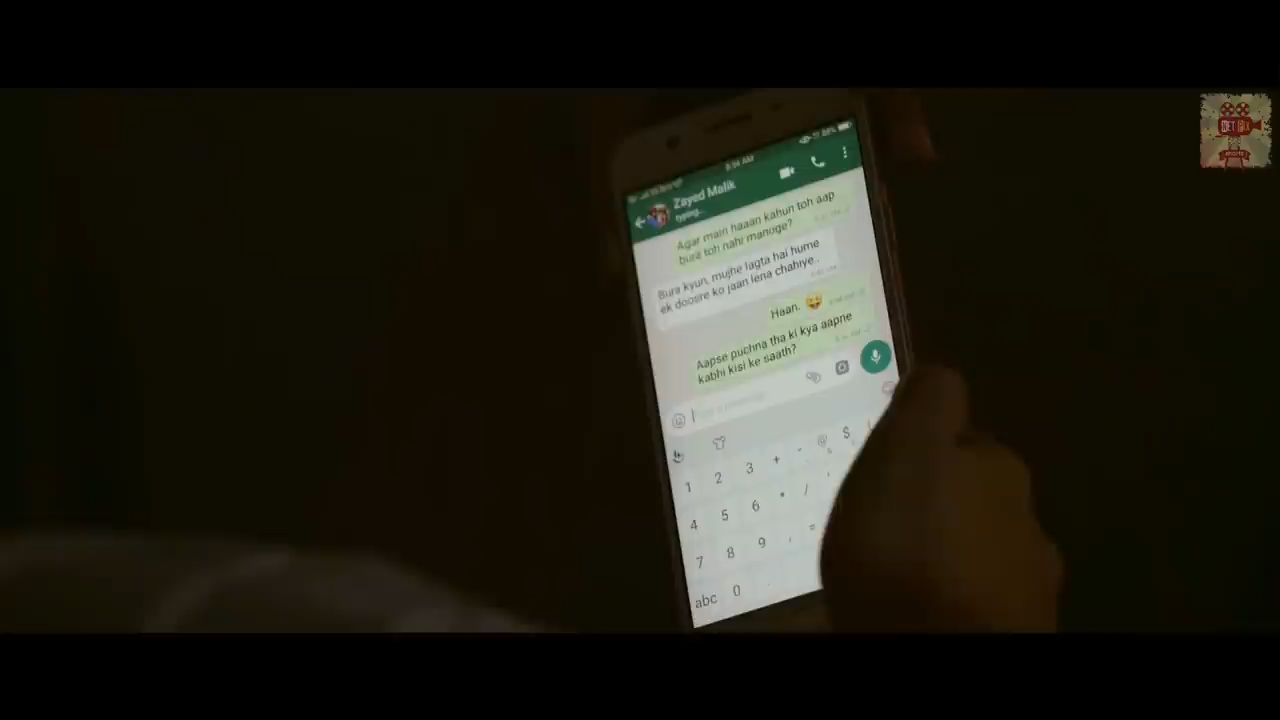 Zayed Malik
typing...
Agar main haaan kahun toh aap
bura toh nahi manoge?
Bura kyun, mujhe lagta hai hume
ek doosre ko jaan lena chahiye..
Haan. 😝
Aapse puchna tha ki kya aapne
kabhi kisi ke saath?
1 2 3 + - @ $
4 5 6 * /
7 8 9 , =
abc 0 .